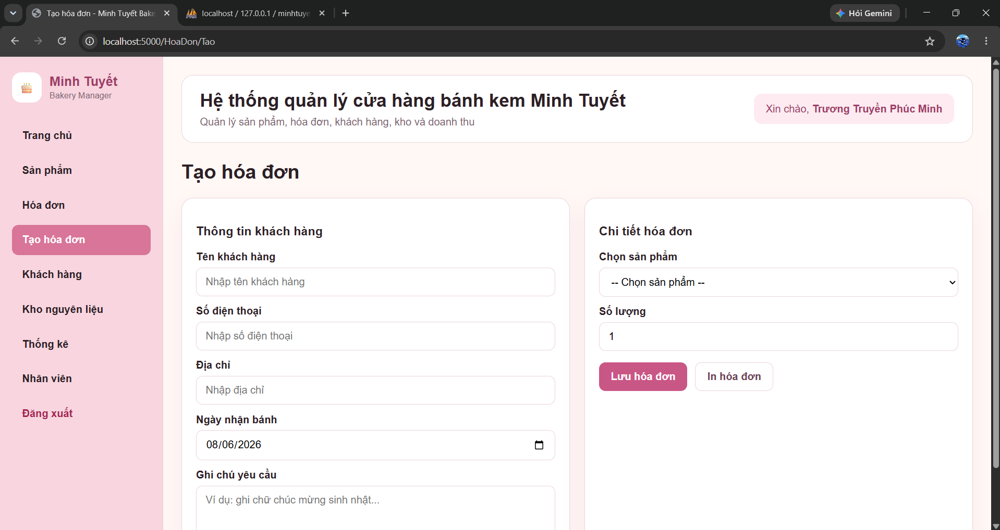 Tạo hóa đơn - Minh Tuyết Bake
localhost / 127.0.0.1 / minhtuye
Hỏi Gemini
localhost:5000/HoaDon/Tao
Minh Tuyết
Bakery Manager
Trang chủ
Sản phẩm
Hóa đơn
Tạo hóa đơn
Khách hàng
Kho nguyên liệu
Thống kê
Nhân viên
Đăng xuất
Hệ thống quản lý cửa hàng bánh kem Minh Tuyết
Quản lý sản phẩm, hóa đơn, khách hàng, kho và doanh thu
Xin chào, Trương Truyền Phúc Minh
Tạo hóa đơn
Thông tin khách hàng
Tên khách hàng
Nhập tên khách hàng
Số điện thoại
Nhập số điện thoại
Địa chỉ
Nhập địa chỉ
Ngày nhận bánh
08/06/2026
Ghi chú yêu cầu
Ví dụ: ghi chữ chúc mừng sinh nhật...
Chi tiết hóa đơn
Chọn sản phẩm
-- Chọn sản phẩm --
Số lượng
1
Lưu hóa đơn
In hóa đơn